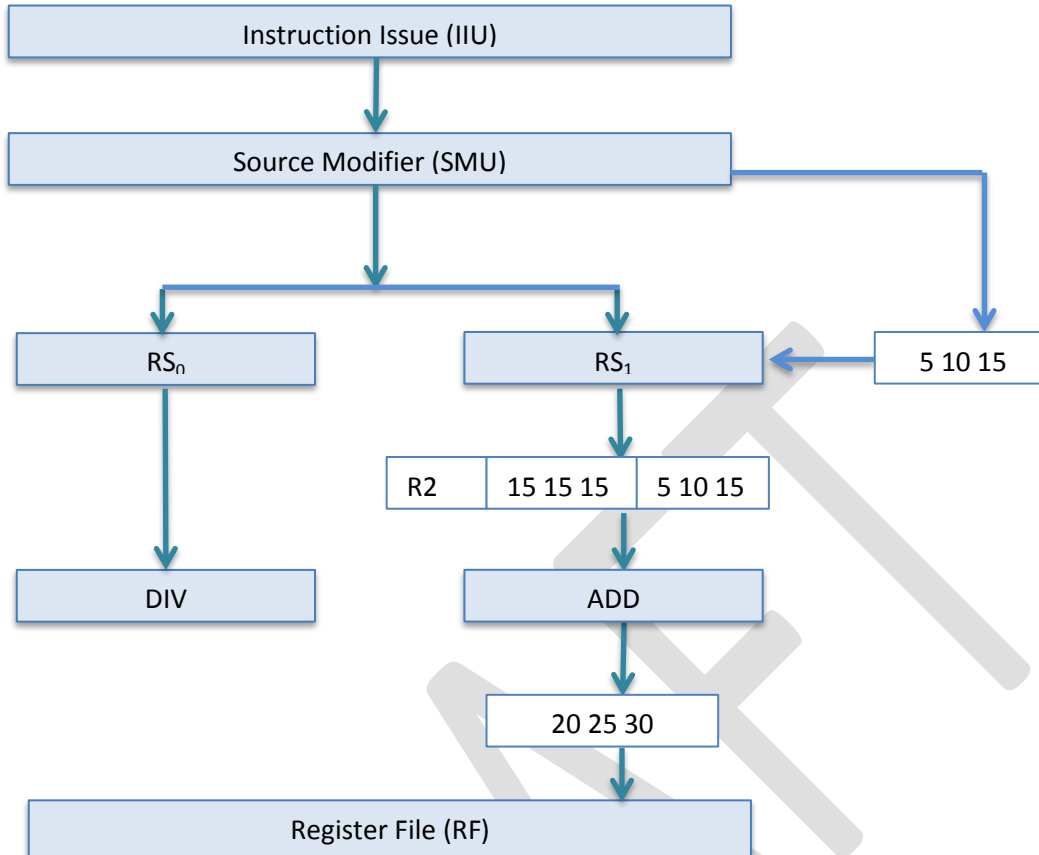 Instruction Issue (IIU)
Source Modifier (SMU)
RS₀
RS₁
5 10 15
R2
15 15 15
5 10 15
DIV
ADD
20 25 30
Register File (RF)